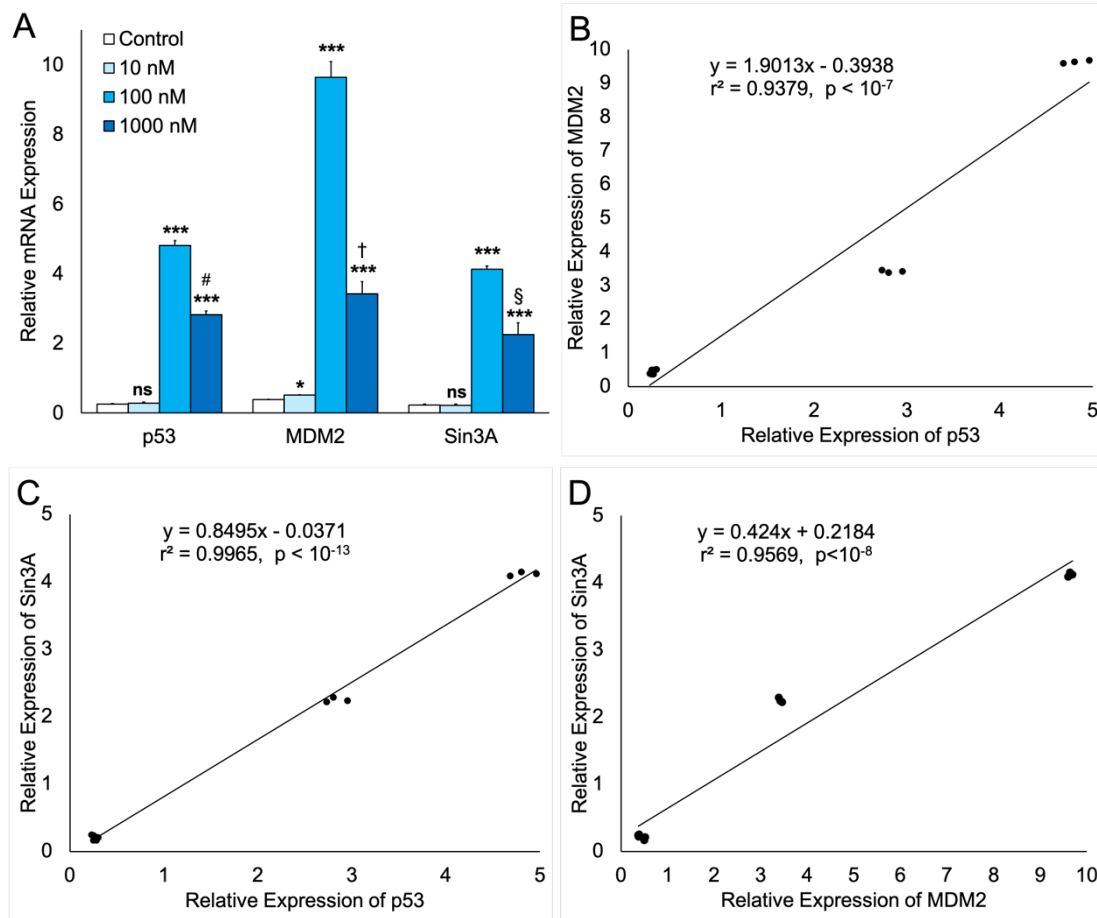 A
Control
10 nM
100 nM
1000 nM
Relative mRNA Expression
10
8
6
4
2
0
ns
***
***
#
*
***
***
†
ns
***
***
§
p53
MDM2
Sin3A
B
y = 1.9013x - 0.3938
r² = 0.9379, p < 10⁻⁷
Relative Expression of MDM2
10
9
8
7
6
5
4
3
2
1
0
0 1 2 3 4 5
Relative Expression of p53
C
y = 0.8495x - 0.0371
r² = 0.9965, p < 10⁻¹³
Relative Expression of Sin3A
5
4
3
2
1
0
0 1 2 3 4 5
Relative Expression of p53
D
y = 0.424x + 0.2184
r² = 0.9569, p<10⁻⁸
Relative Expression of Sin3A
5
4
3
2
1
0
0 1 2 3 4 5 6 7 8 9 10
Relative Expression of MDM2